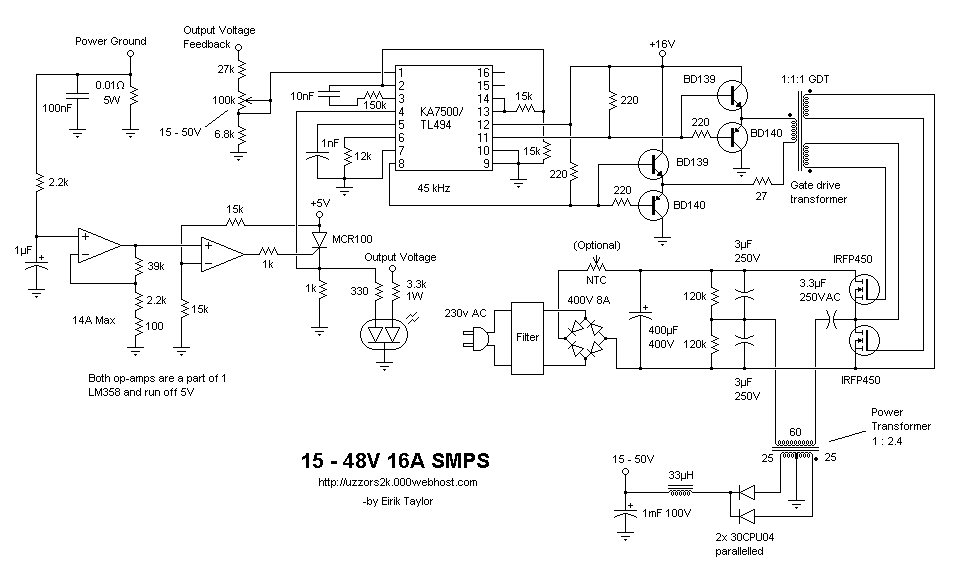 Output Voltage
Feedback
Power Ground
27k
0.01Ω
5W
100nF
100k
15 - 50V
6.8k
10nF
150k
1nF
12k
1
2
3
4
5
6
7
8
KA7500/
TL494
16
15
14
13
12
11
10
9
45 kHz
15k
15k
+16V
220
220
BD139
220
BD140
BD139
220
BD140
1:1:1 GDT
27
Gate drive
transformer
2.2k
1µF
15k
+5V
MCR100
39k
1k
2.2k
100
15k
1k
14A Max
Output Voltage
330
3.3k
1W
Both op-amps are a part of 1
LM358 and run off 5V
(Optional)
NTC
400V 8A
230v AC
Filter
400µF
400V
120k
120k
3µF
250V
3µF
250V
3.3µF
250VAC
IRFP450
IRFP450
Power
Transformer
1 : 2.4
60
25
25
15 - 50V
33µH
1mF 100V
2x 30CPU04
parallelled
15 - 48V 16A SMPS
http://uzzors2k.000webhost.com
-by Eirik Taylor